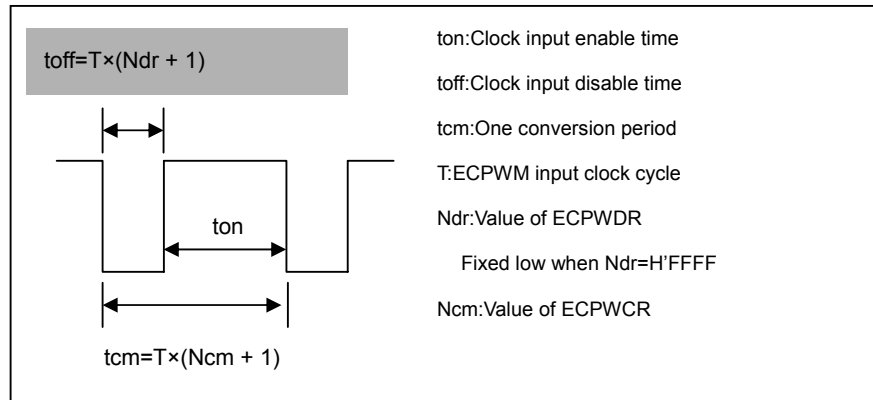 toff=T×(Ndr + 1)
ton
tcm=T×(Ncm + 1)
ton:Clock input enable time
toff:Clock input disable time
tcm:One conversion period
T:ECPWM input clock cycle
Ndr:Value of ECPWDR
Fixed low when Ndr=H'FFFF
Ncm:Value of ECPWCR